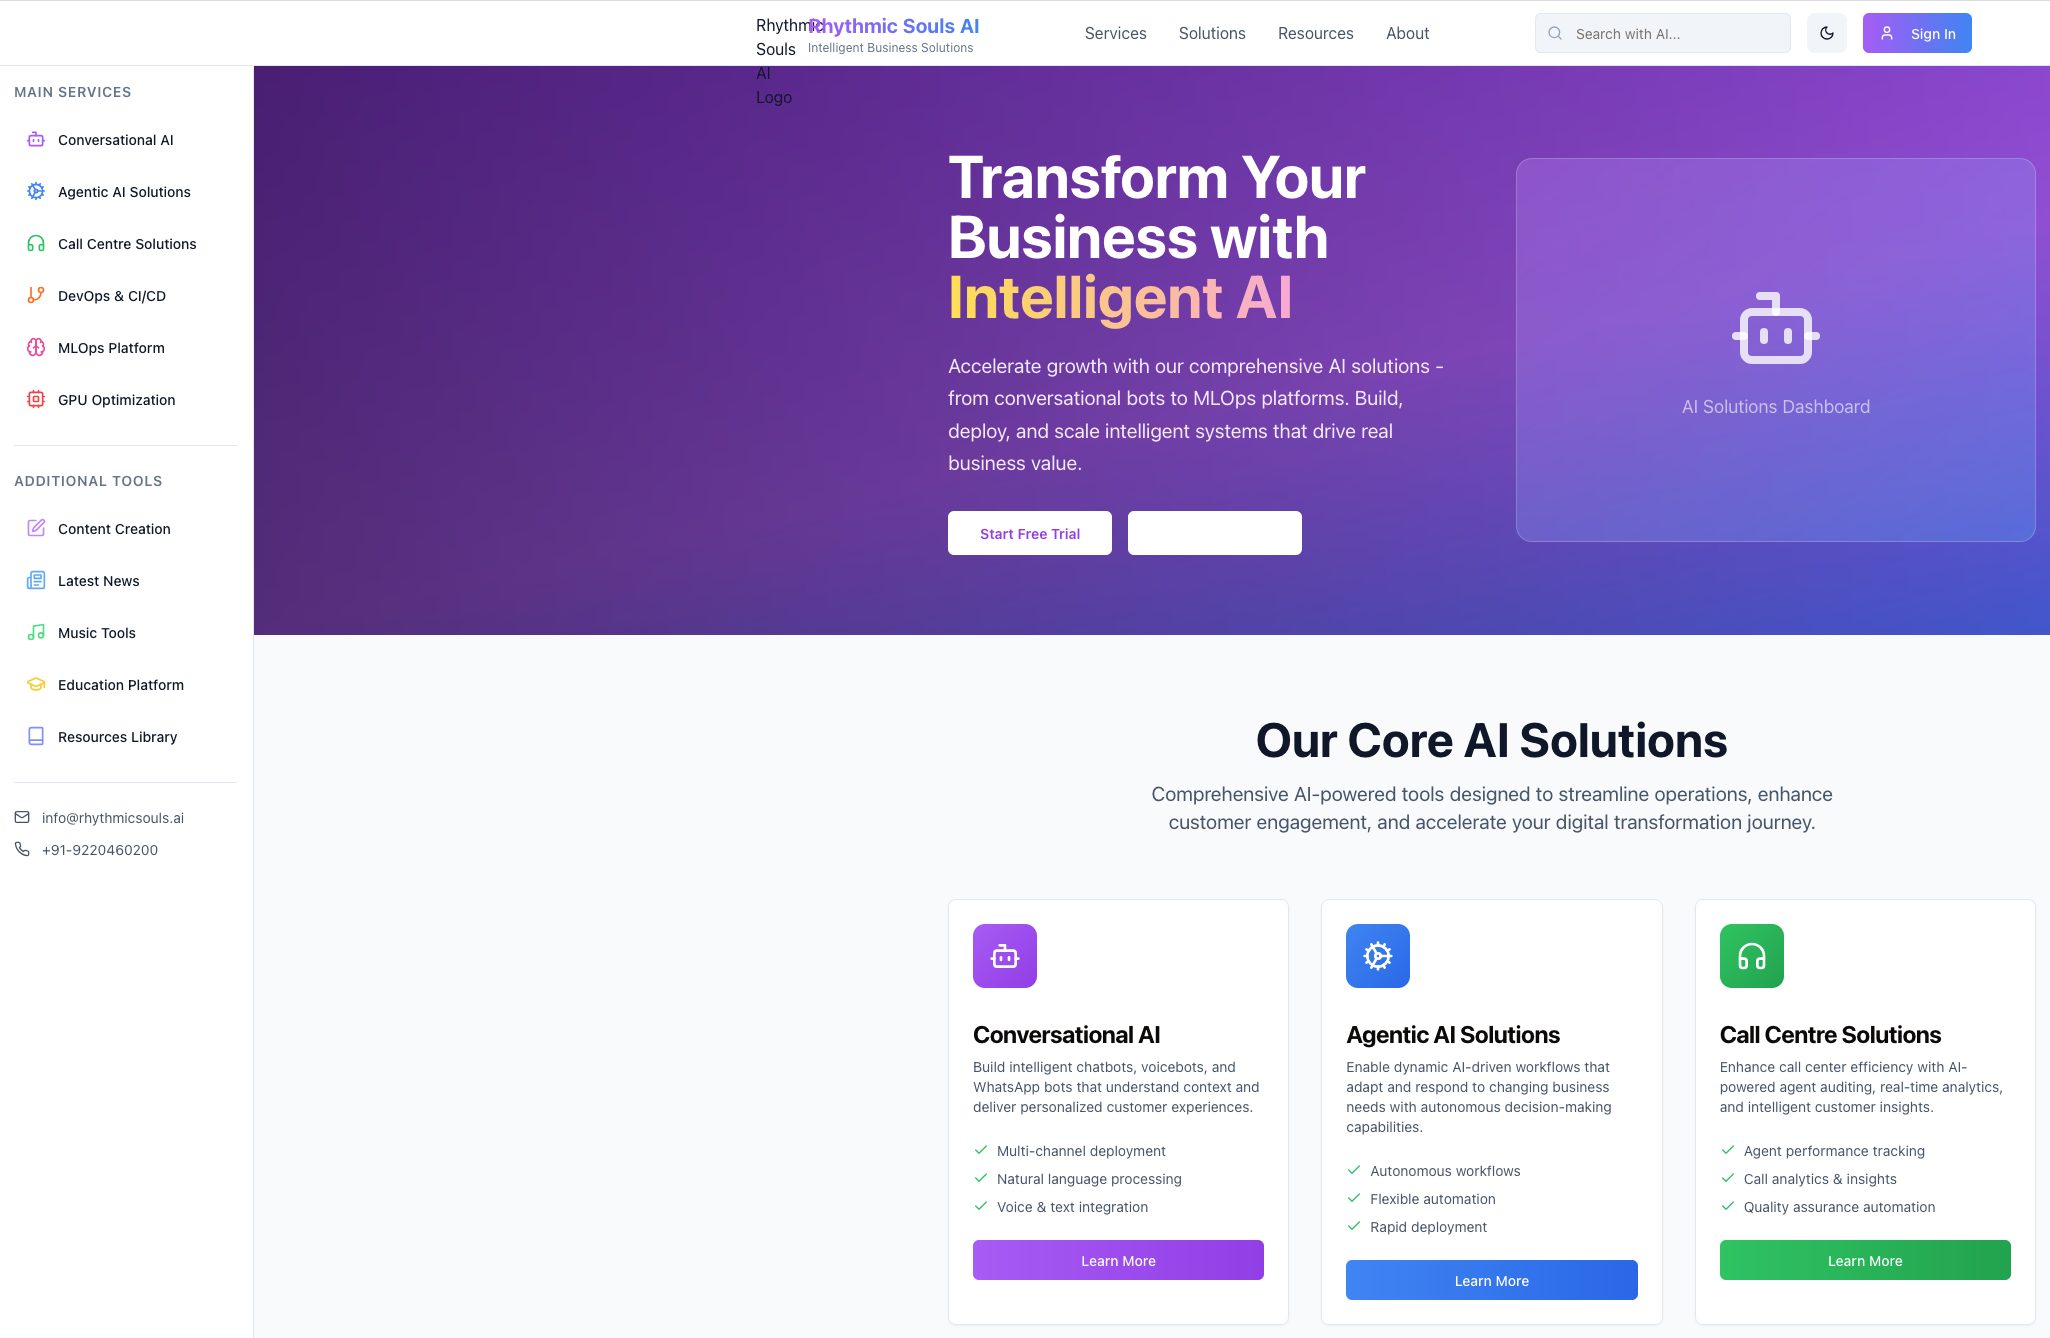 Rhythmic
Souls
AI
Logo
Rhythmic Souls AI
Intelligent Business Solutions
Services
Solutions
Resources
About
Search with AI...
Sign In
MAIN SERVICES
Conversational AI
Agentic AI Solutions
Call Centre Solutions
DevOps & CI/CD
MLOps Platform
GPU Optimization
ADDITIONAL TOOLS
Content Creation
Latest News
Music Tools
Education Platform
Resources Library
info@rhythmicsouls.ai
+91-9220460200
Transform Your
Business with
Intelligent AI
Accelerate growth with our comprehensive AI solutions -
from conversational bots to MLOps platforms. Build,
deploy, and scale intelligent systems that drive real
business value.
Start Free Trial
AI Solutions Dashboard
Our Core AI Solutions
Comprehensive AI-powered tools designed to streamline operations, enhance
customer engagement, and accelerate your digital transformation journey.
Conversational AI
Build intelligent chatbots, voicebots, and
WhatsApp bots that understand context and
deliver personalized customer experiences.
Multi-channel deployment
Natural language processing
Voice & text integration
Learn More
Agentic AI Solutions
Enable dynamic AI-driven workflows that
adapt and respond to changing business
needs with autonomous decision-making
capabilities.
Autonomous workflows
Flexible automation
Rapid deployment
Learn More
Call Centre Solutions
Enhance call center efficiency with AI-
powered agent auditing, real-time analytics,
and intelligent customer insights.
Agent performance tracking
Call analytics & insights
Quality assurance automation
Learn More